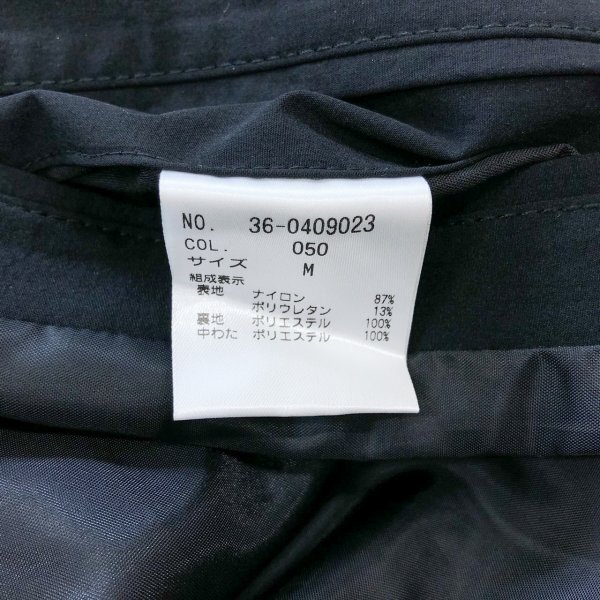 NO. 36-0409023
COL. 050
サイズ M
組成表示
表地 ナイロン 87%
ポリウレタン 13%
裏地 ポリエステル 100%
中わた ポリエステル 100%